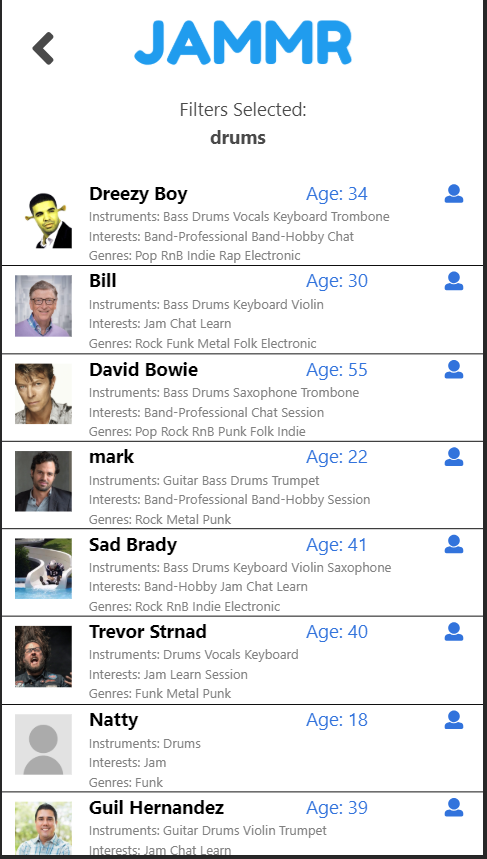 JAMMR
Filters Selected:
drums
Dreezy Boy Age: 34
Instruments: Bass Drums Vocals Keyboard Trombone
Interests: Band-Professional Band-Hobby Chat
Genres: Pop RnB Indie Rap Electronic
Bill Age: 30
Instruments: Bass Drums Keyboard Violin
Interests: Jam Chat Learn
Genres: Rock Funk Metal Folk Electronic
David Bowie Age: 55
Instruments: Bass Drums Saxophone Trombone
Interests: Band-Professional Chat Session
Genres: Pop Rock RnB Punk Folk Indie
mark Age: 22
Instruments: Guitar Bass Drums Trumpet
Interests: Band-Professional Band-Hobby Session
Genres: Rock Metal Punk
Sad Brady Age: 41
Instruments: Bass Drums Keyboard Violin Saxophone
Interests: Band-Hobby Jam Chat Learn
Genres: Rock RnB Indie Electronic
Trevor Strnad Age: 40
Instruments: Drums Vocals Keyboard
Interests: Jam Learn Session
Genres: Funk Metal Punk
Natty Age: 18
Instruments: Drums
Interests: Jam
Genres: Funk
Guil Hernandez Age: 39
Instruments: Guitar Drums Violin Trumpet
Interests: Jam Chat Learn